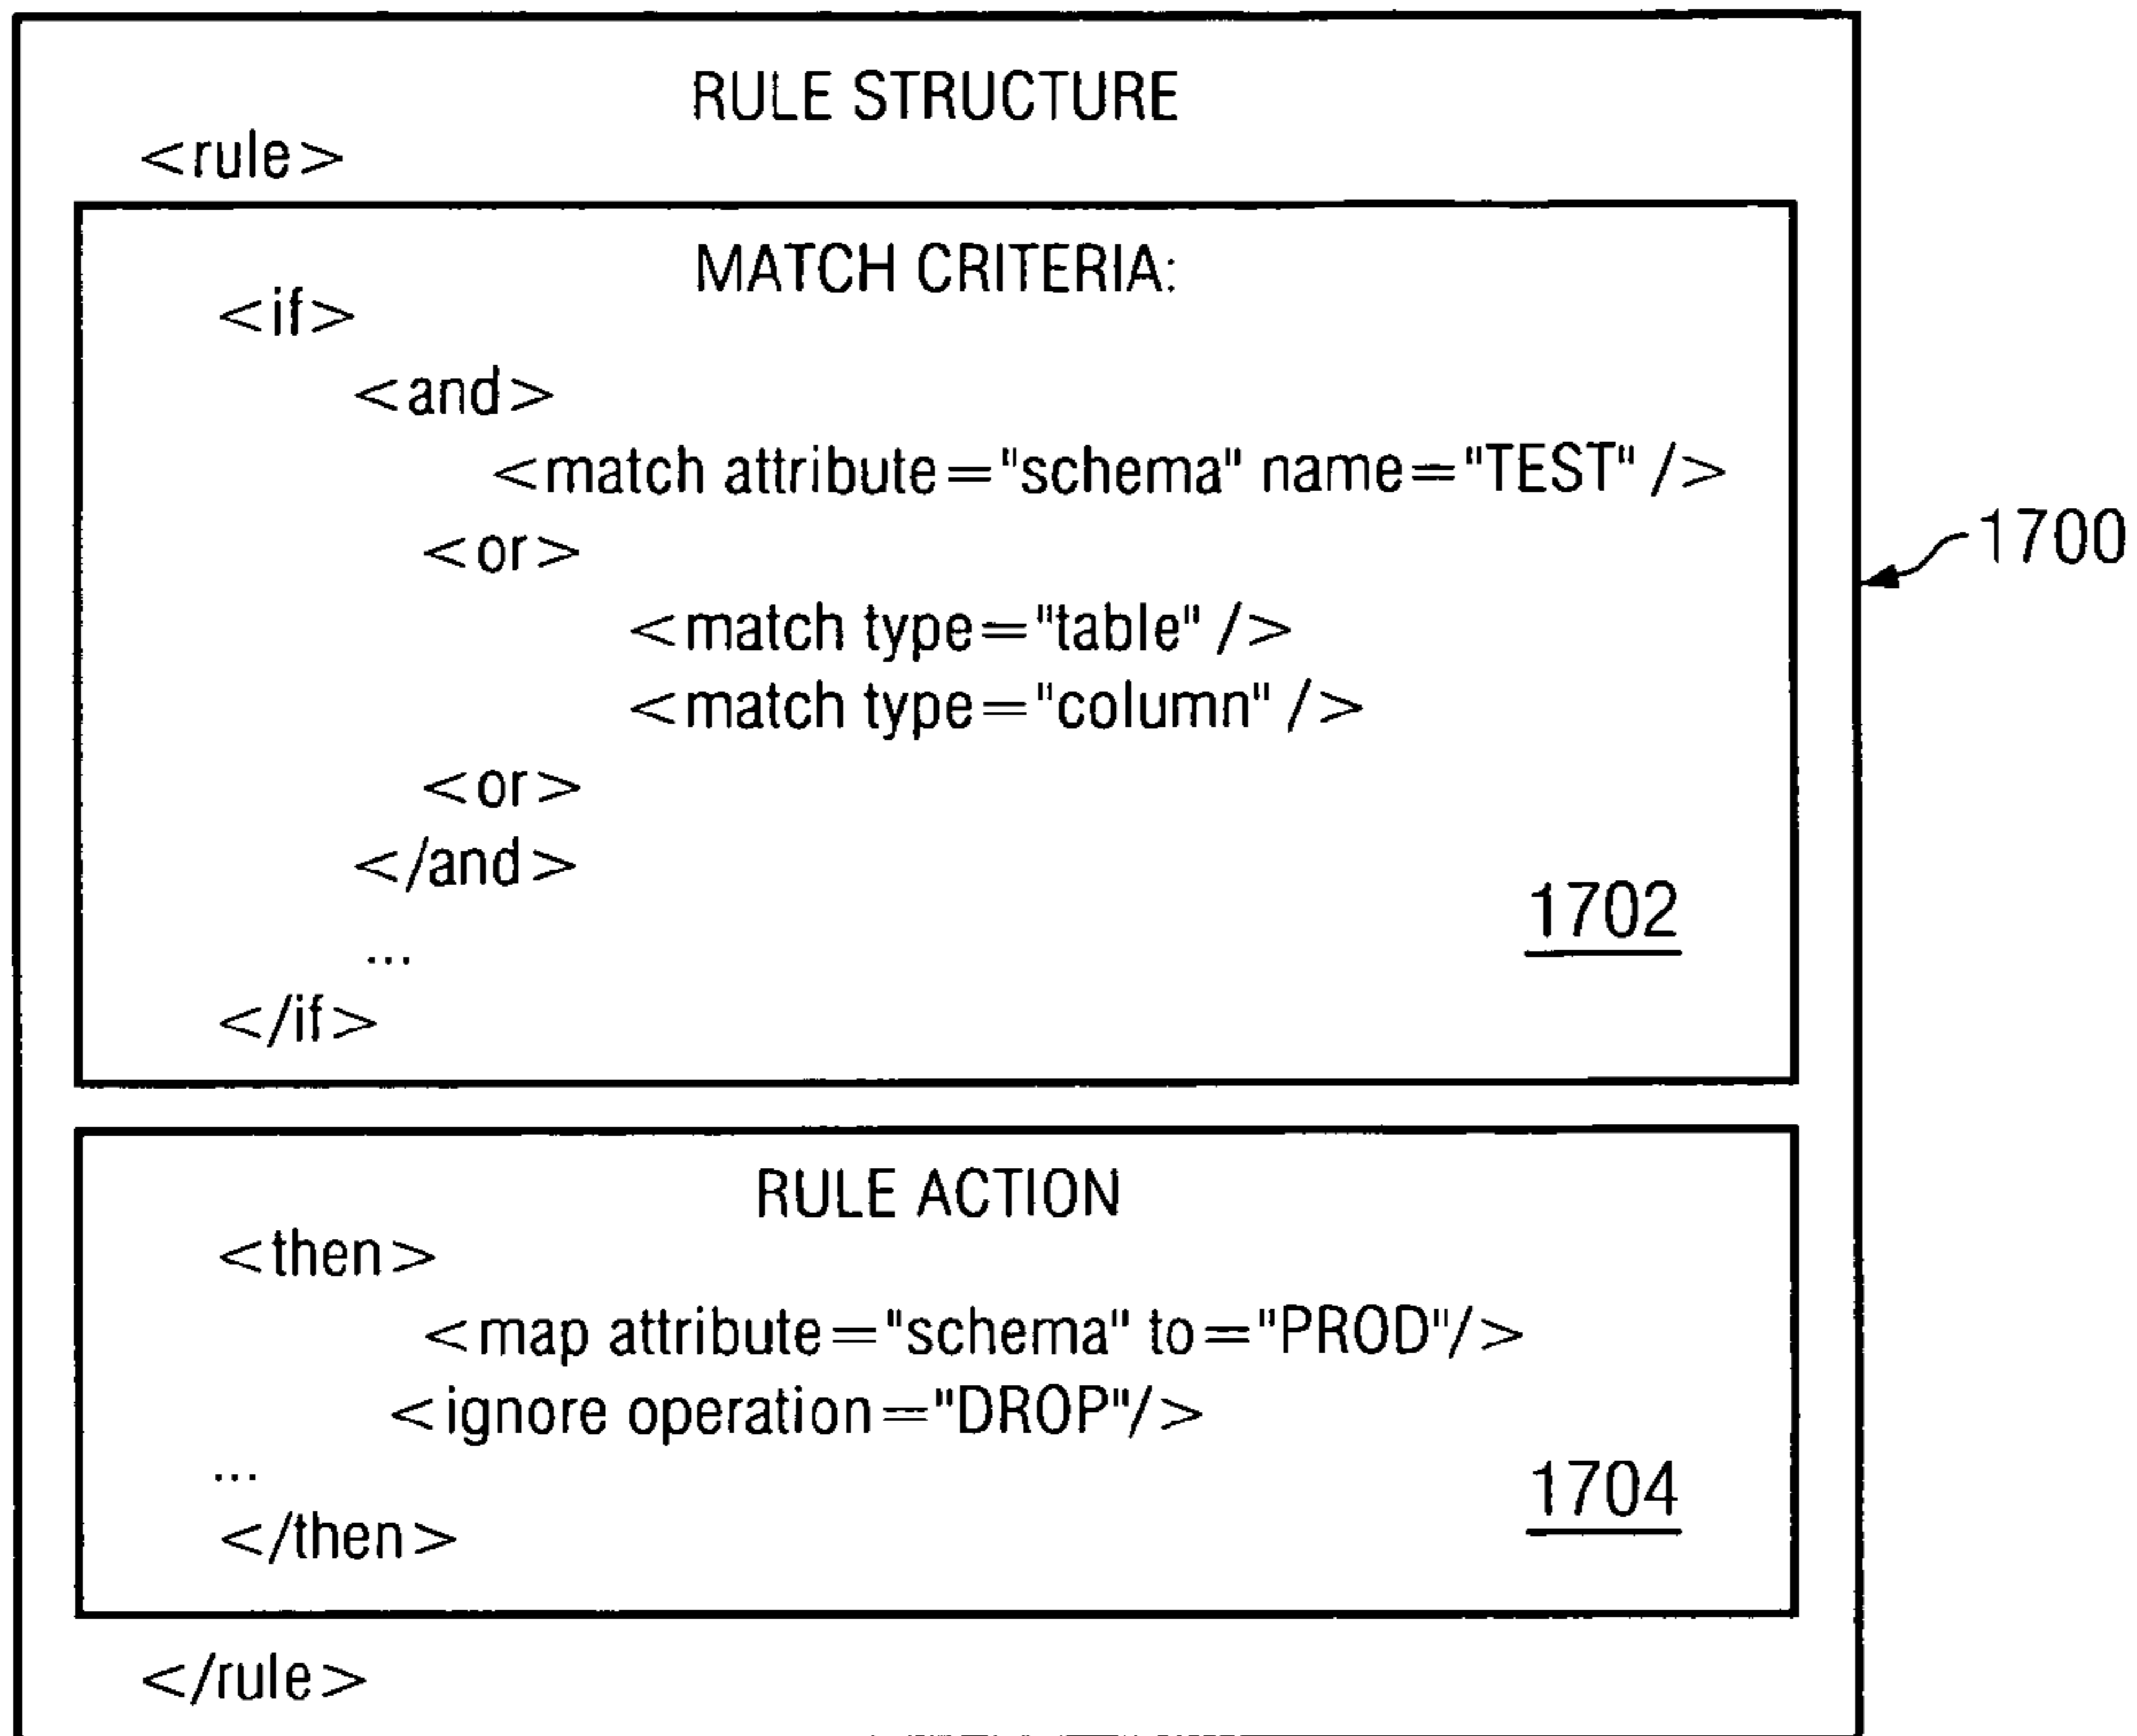 RULE STRUCTURE
<rule>
MATCH CRITERIA:
<if>
<and>
<match attribute="schema" name="TEST" />
<or>
<match type="table" />
<match type="column" />
<or>
</and>
...
</if>
1702
RULE ACTION
<then>
<map attribute="schema" to="PROD"/>
<ignore operation="DROP"/>
...
</then>
1704
</rule>
1700